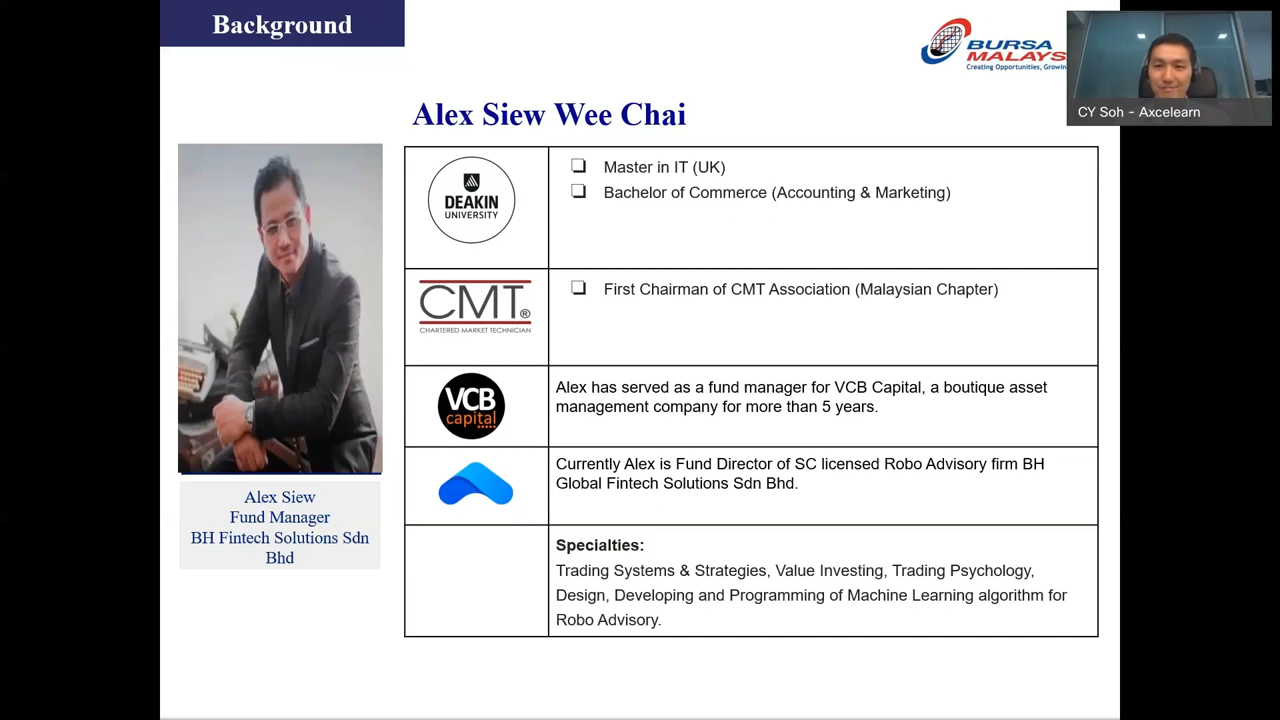 Background
BURSA
MALAYS
Creating Opportunities, Growin
CY Soh - Axcelearn
Alex Siew Wee Chai
DEAKIN
UNIVERSITY
Master in IT (UK)
Bachelor of Commerce (Accounting & Marketing)
CMT®
CHARTERED MARKET TECHNICIAN
First Chairman of CMT Association (Malaysian Chapter)
VCB
capital
Alex has served as a fund manager for VCB Capital, a boutique asset
management company for more than 5 years.
Currently Alex is Fund Director of SC licensed Robo Advisory firm BH
Global Fintech Solutions Sdn Bhd.
Alex Siew
Fund Manager
BH Fintech Solutions Sdn
Bhd
Specialties:
Trading Systems & Strategies, Value Investing, Trading Psychology,
Design, Developing and Programming of Machine Learning algorithm for
Robo Advisory.